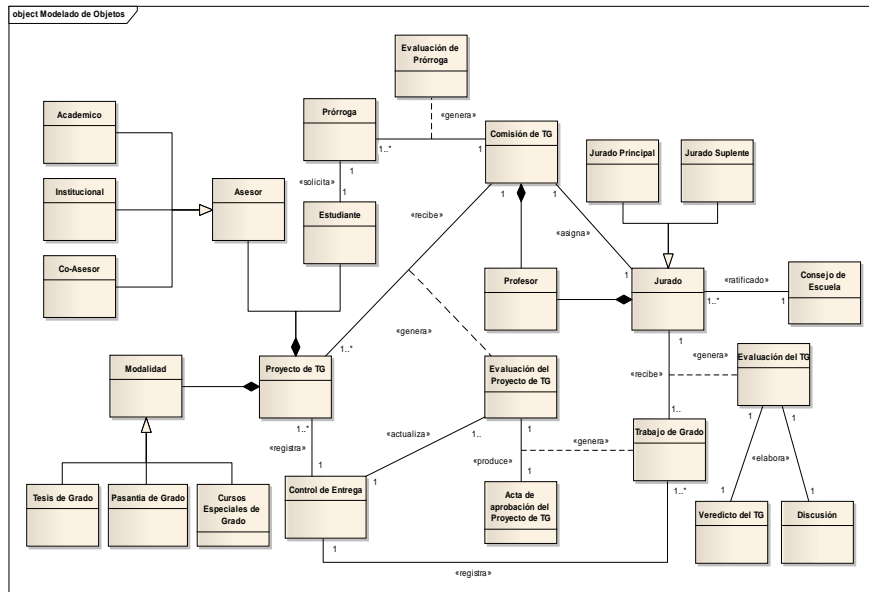 object Modelado de Objetos
Evaluación de
Prórroga
Academico
Prórroga
«genera»
Comisión de TG
1..*
1
Jurado Principal
Jurado Suplente
1
«solicita»
1
Institucional
Asesor
Estudiante
«recibe»
1
1
«asigna»
1
Co-Asesor
Profesor
Jurado
«ratificado»
1..*
1
Consejo de
Escuela
1
«genera»
1..*
«genera»
Modalidad
Proyecto de TG
Evaluación del
Proyecto de TG
«recibe»
Evaluación del TG
1..*
«registra»
1
«actualiza»
1..
1
1
«produce»
1
«genera»
1..
Trabajo de Grado
1..*
1
1
«elabora»
1
1
Tesis de Grado
Pasantía de Grado
Cursos
Especiales de
Grado
Control de Entrega
1
Acta de
aprobación del
Proyecto de TG
Veredicto del TG
Discusión
«registra»